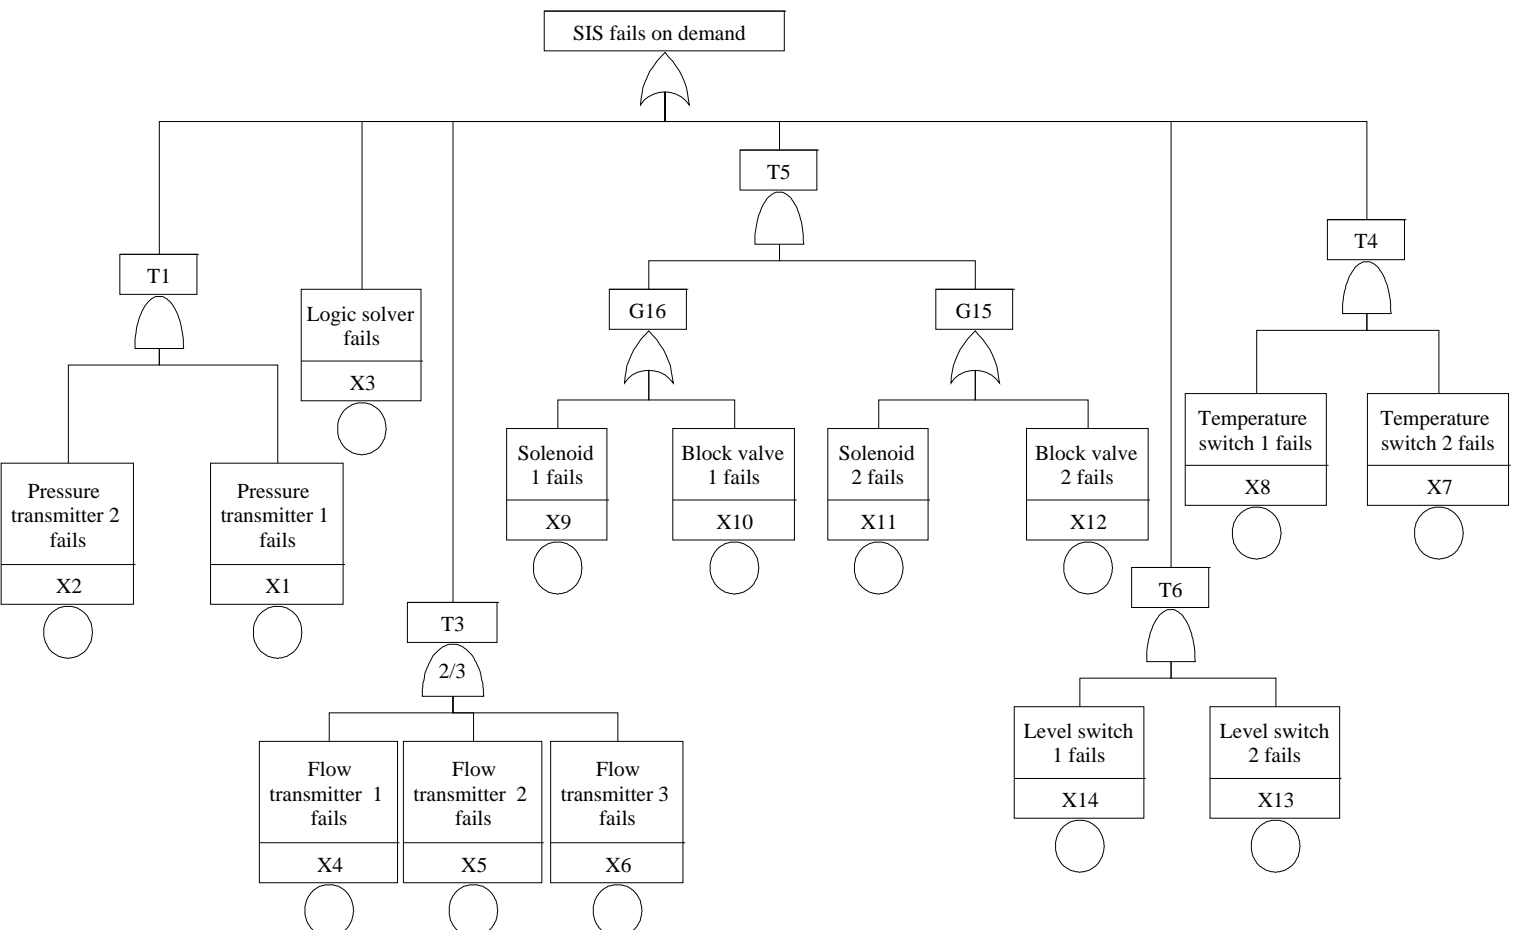 SIS fails on demand
T5
T4
T1
G16
G15
Logic solver
fails
X3
Temperature
switch 1 fails
X8
Temperature
switch 2 fails
X7
Solenoid
1 fails
X9
Block valve
1 fails
X10
Solenoid
2 fails
X11
Block valve
2 fails
X12
Pressure
transmitter 2
fails
X2
Pressure
transmitter 1
fails
X1
T6
T3
2/3
Level switch
1 fails
X14
Level switch
2 fails
X13
Flow
transmitter 1
fails
X4
Flow
transmitter 2
fails
X5
Flow
transmitter 3
fails
X6